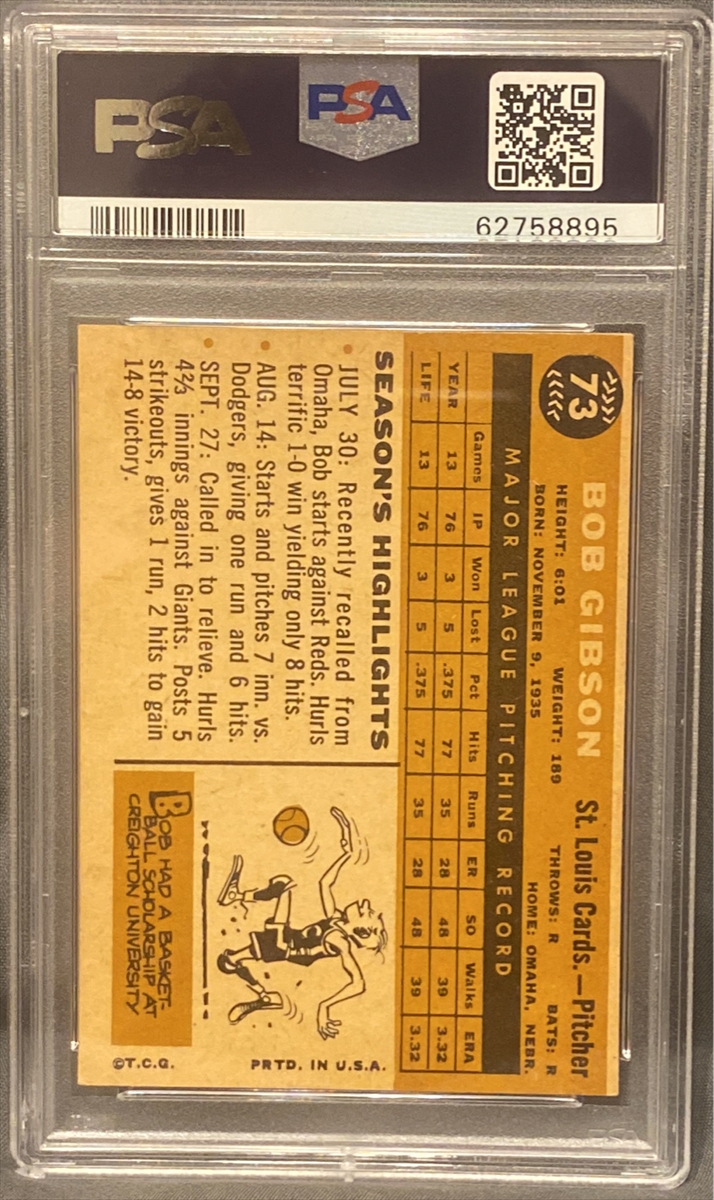 PSA
PSA
62758895
73
BOB GIBSON St. Louis Cards.—Pitcher
HEIGHT: 6:01 WEIGHT: 189 THROWS: R BATS: R
BORN: NOVEMBER 9, 1935 HOME: OMAHA, NEBR.
MAJOR LEAGUE PITCHING RECORD
Games IP Won Lost Pct Hits Runs ER SO Walks ERA
YEAR 13 76 3 5 .375 77 35 28 48 39 3.32
LIFE 13 76 3 5 .375 77 35 28 48 39 3.32
SEASON'S HIGHLIGHTS
• JULY 30: Recently recalled from
Omaha, Bob starts against Reds. Hurls
terrific 1-0 win yielding only 8 hits.
• AUG. 14: Starts and pitches 7 inn. vs.
Dodgers, giving one run and 6 hits.
• SEPT. 27: Called in to relieve. Hurls
4⅔ innings against Giants. Posts 5
strikeouts, gives 1 run, 2 hits to gain
14-8 victory.
BOB HAD A BASKET-
BALL SCHOLARSHIP AT
CREIGHTON UNIVERSITY
©T.C.G. PRTD. IN U.S.A.